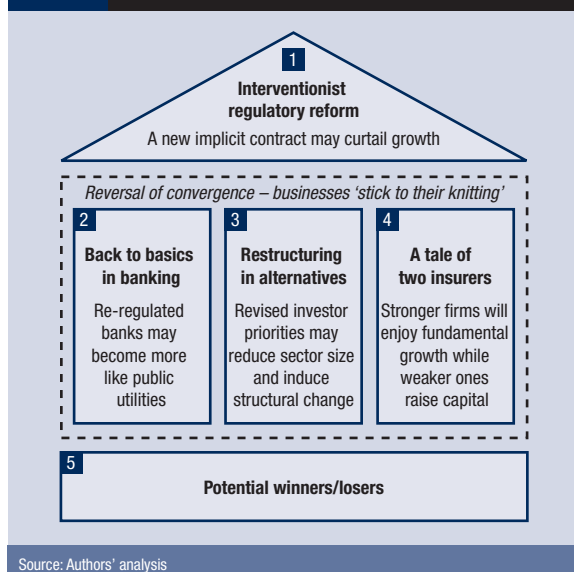 1
Interventionist
regulatory reform
A new implicit contract may curtail growth
Reversal of convergence – businesses ‘stick to their knitting’
2
Back to basics
in banking
Re-regulated
banks may
become more
like public
utilities
3
Restructuring
in alternatives
Revised investor
priorities may
reduce sector size
and induce
structural change
4
A tale of
two insurers
Stronger firms will
enjoy fundamental
growth while
weaker ones
raise capital
5
Potential winners/losers
Source: Authors’ analysis